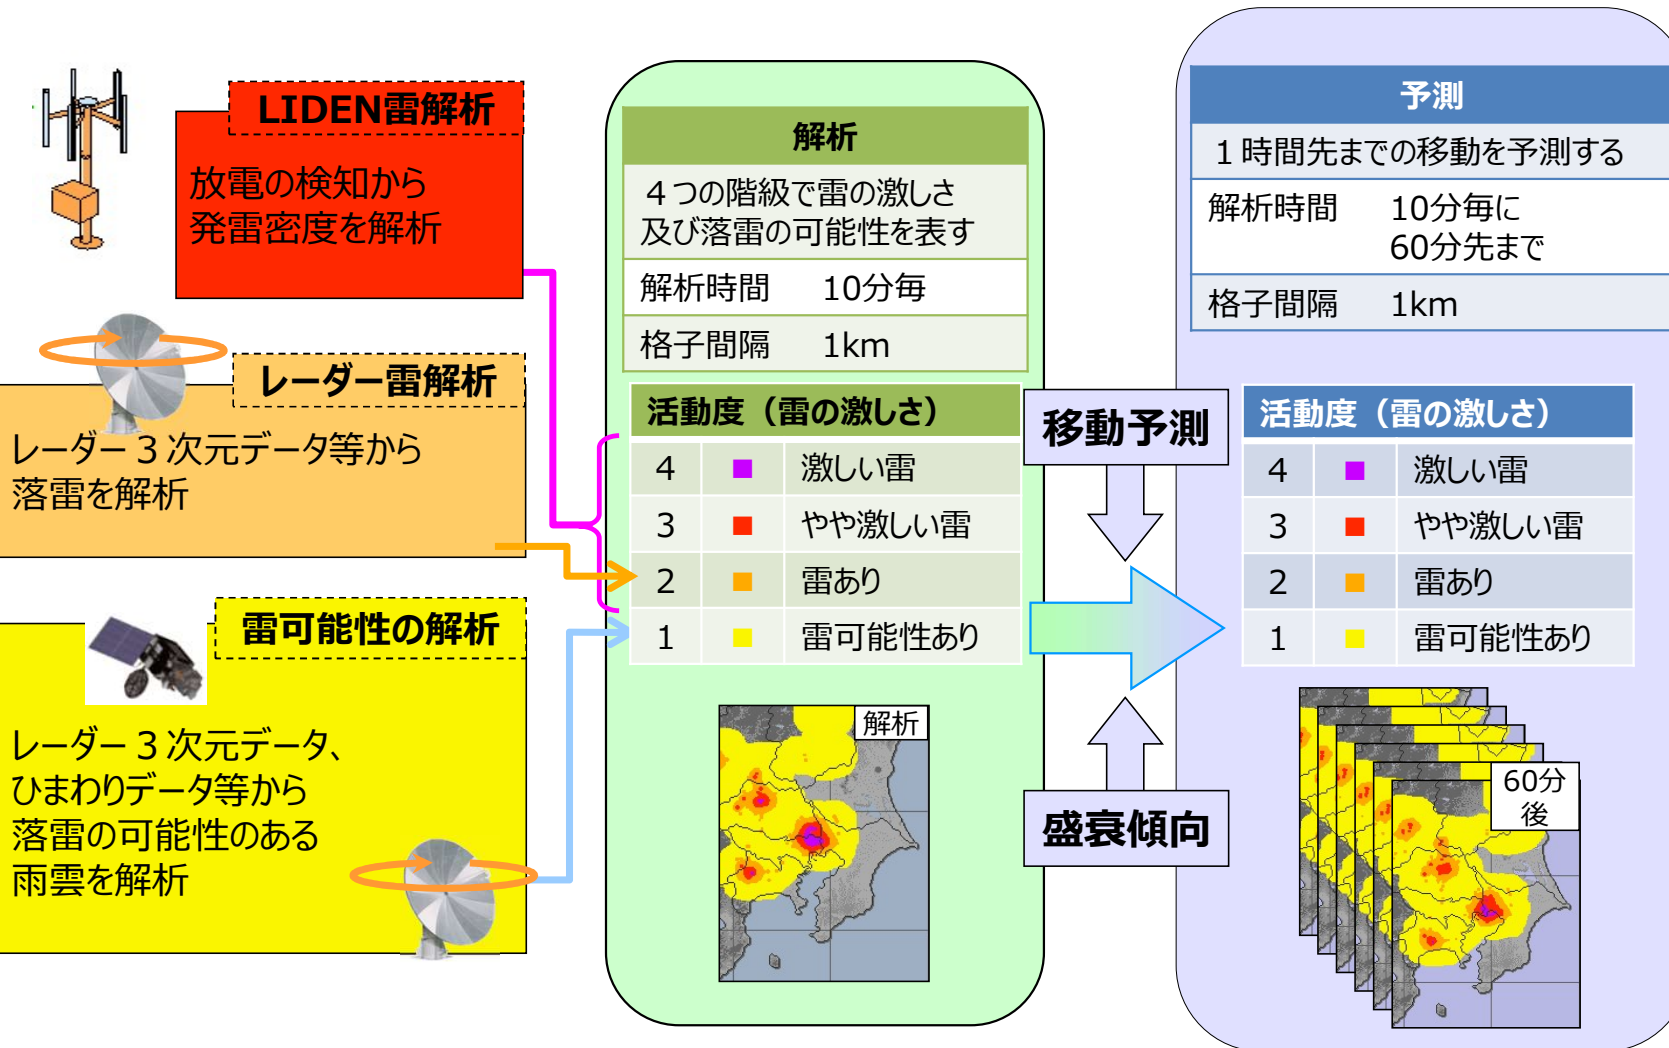 LIDEN雷解析
放電の検知から
発雷密度を解析
レーダー雷解析
レーダー３次元データ等から
落雷を解析
雷可能性の解析
レーダー３次元データ、
ひまわりデータ等から
落雷の可能性のある
雨雲を解析
解析
４つの階級で雷の激しさ
及び落雷の可能性を表す
解析時間 10分毎
格子間隔 1km
活動度（雷の激しさ）
4 激しい雷
3 やや激しい雷
2 雷あり
1 雷可能性あり
解析
移動予測
盛衰傾向
予測
１時間先までの移動を予測する
解析時間 10分毎に
60分先まで
格子間隔 1km
活動度（雷の激しさ）
4 激しい雷
3 やや激しい雷
2 雷あり
1 雷可能性あり
60分
後